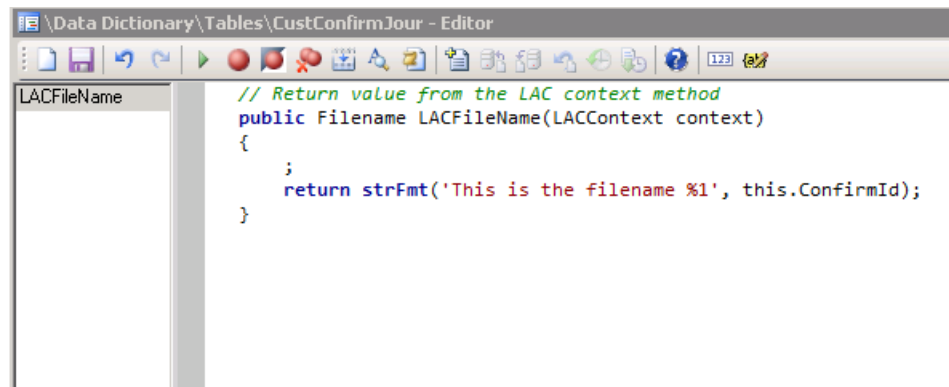 \Data Dictionary\Tables\CustConfirmJour - Editor
123
LACFileName
// Return value from the LAC context method
public Filename LACFileName(LACContext context)
{
;
return strFmt('This is the filename %1', this.ConfirmId);
}